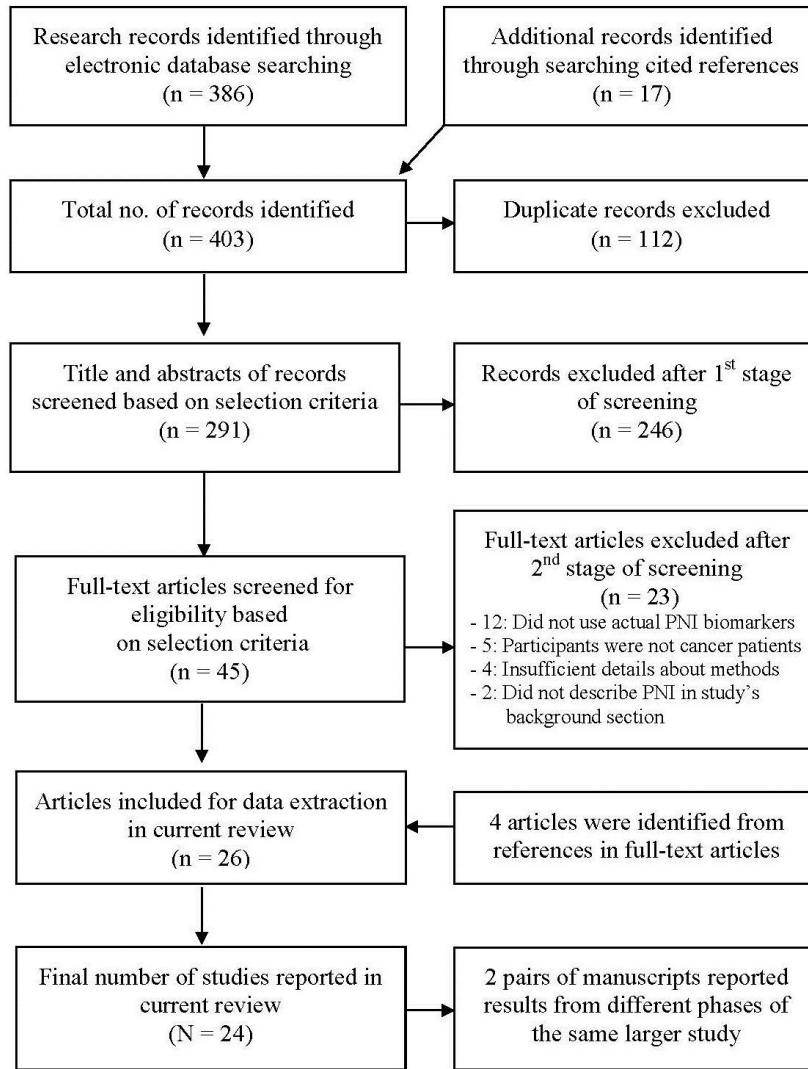 Research records identified through
electronic database searching
(n = 386)
Additional records identified
through searching cited references
(n = 17)
Total no. of records identified
(n = 403)
Duplicate records excluded
(n = 112)
Title and abstracts of records
screened based on selection criteria
(n = 291)
Records excluded after 1st stage
of screening
(n = 246)
Full-text articles screened for
eligibility based
on selection criteria
(n = 45)
Full-text articles excluded after
2nd stage of screening
(n = 23)
- 12: Did not use actual PNI biomarkers
- 5: Participants were not cancer patients
- 4: Insufficient details about methods
- 2: Did not describe PNI in study's
background section
Articles included for data extraction
in current review
(n = 26)
4 articles were identified from
references in full-text articles
Final number of studies reported in
current review
(N = 24)
2 pairs of manuscripts reported
results from different phases of
the same larger study